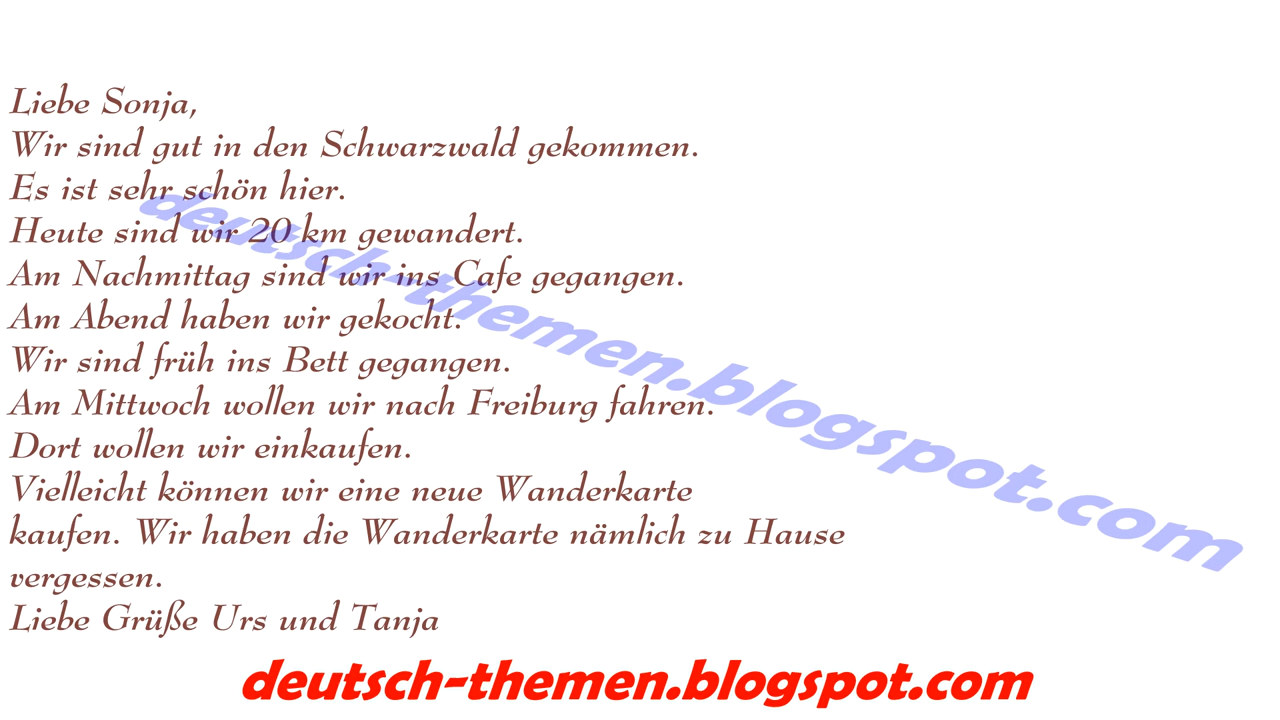 Liebe Sonja,
Wir sind gut in den Schwarzwald gekommen.
Es ist sehr schön hier.
Heute sind wir 20 km gewandert.
Am Nachmittag sind wir ins Cafe gegangen.
Am Abend haben wir gekocht.
Wir sind früh ins Bett gegangen.
Am Mittwoch wollen wir nach Freiburg fahren.
Dort wollen wir einkaufen.
Vielleicht können wir eine neue Wanderkarte
kaufen. Wir haben die Wanderkarte nämlich zu Hause
vergessen.
Liebe Grüße Urs und Tanja
deutsch-themen.blogspot.com
deutsch-themen.blogspot.com